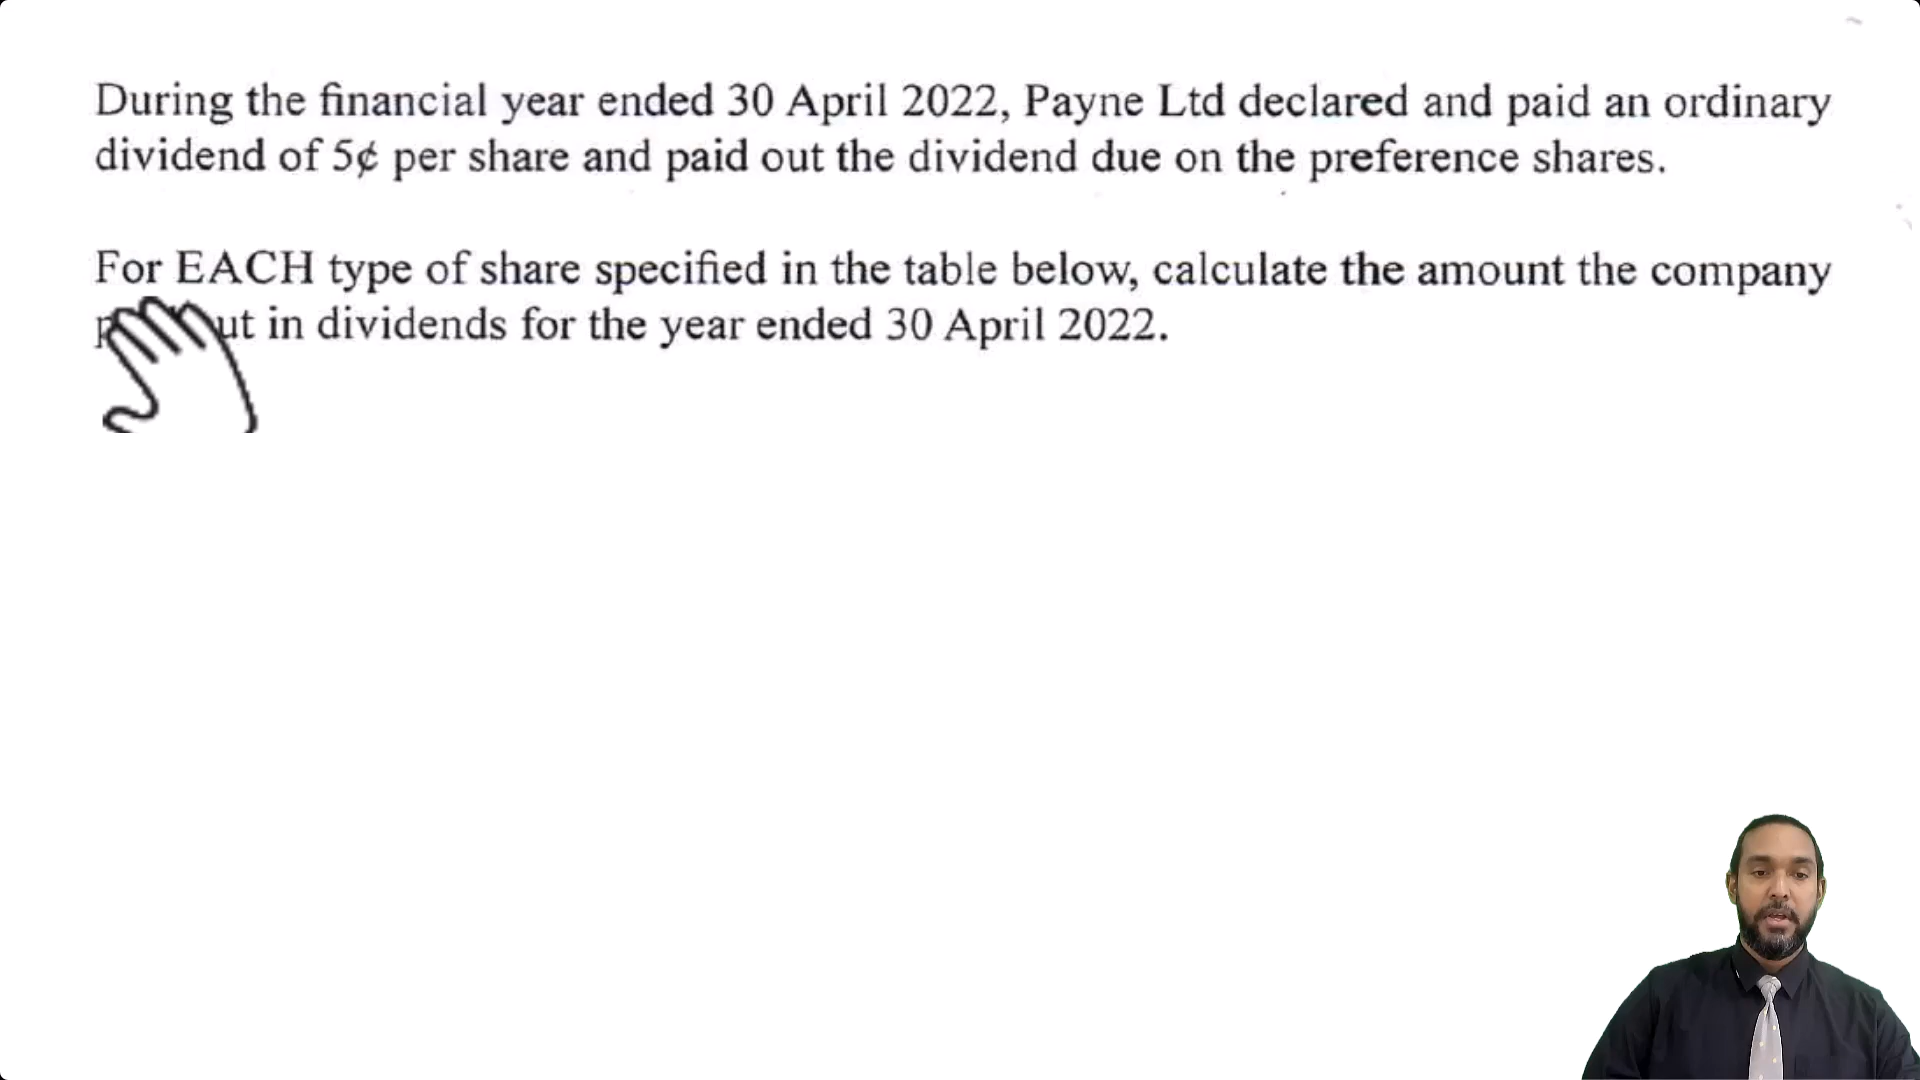 During the financial year ended 30 April 2022, Payne Ltd declared and paid an ordinary
dividend of 5¢ per share and paid out the dividend due on the preference shares.
For EACH type of share specified in the table below, calculate the amount the company
in dividends for the year ended 30 April 2022.